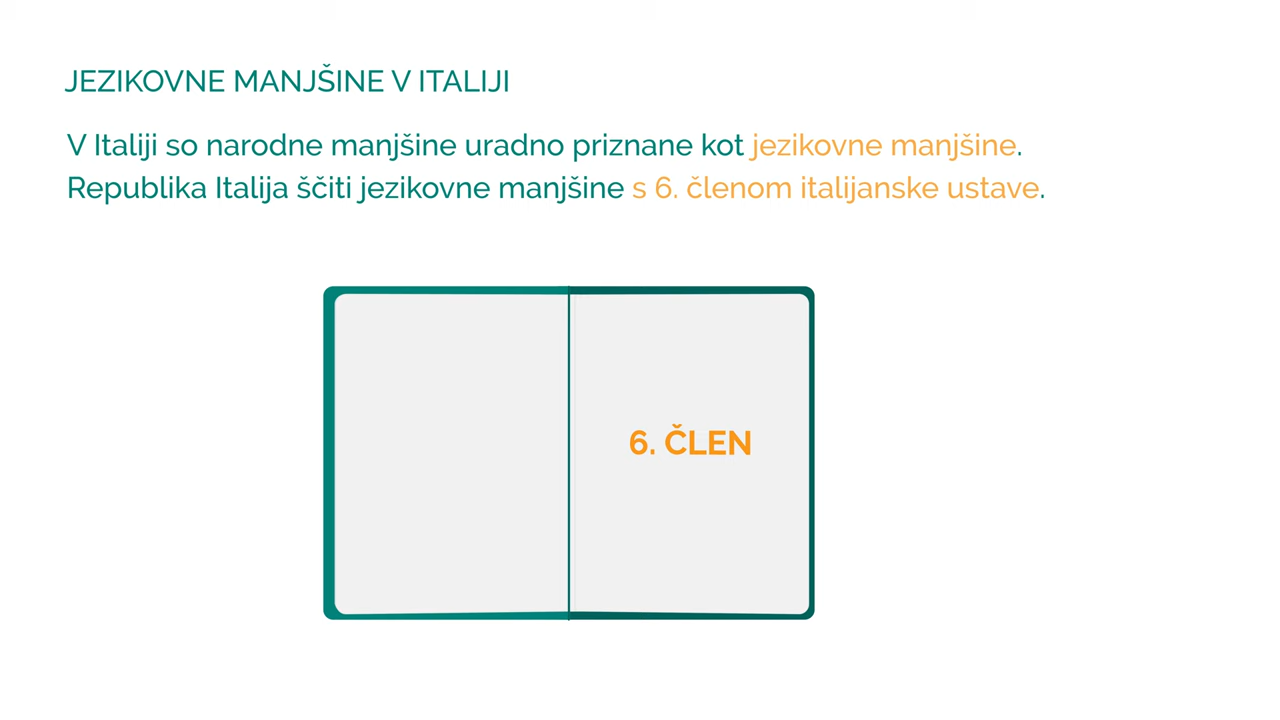 JEZIKOVNE MANJŠINE V ITALIJI
V Italiji so narodne manjšine uradno priznane kot jezikovne manjšine.
Republika Italija ščiti jezikovne manjšine s 6. členom italijanske ustave.
6. ČLEN